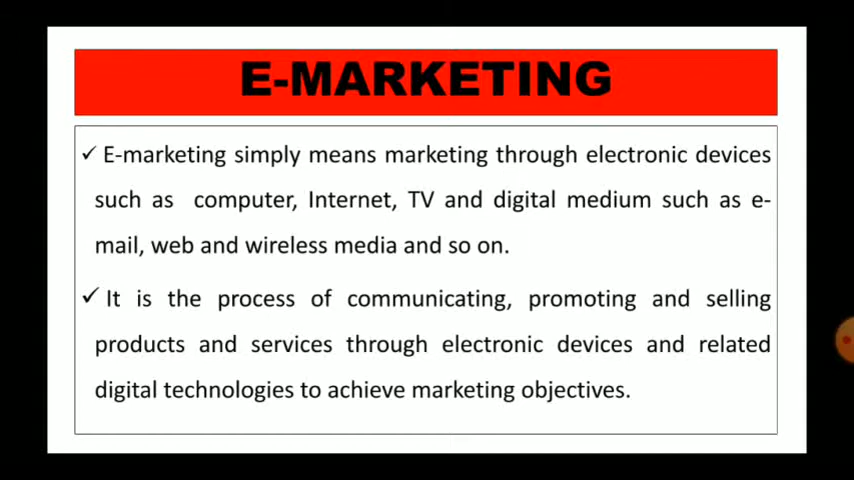 E-MARKETING
✓ E-marketing simply means marketing through electronic devices
such as computer, Internet, TV and digital medium such as e-
mail, web and wireless media and so on.
✓ It is the process of communicating, promoting and selling
products and services through electronic devices and related
digital technologies to achieve marketing objectives.